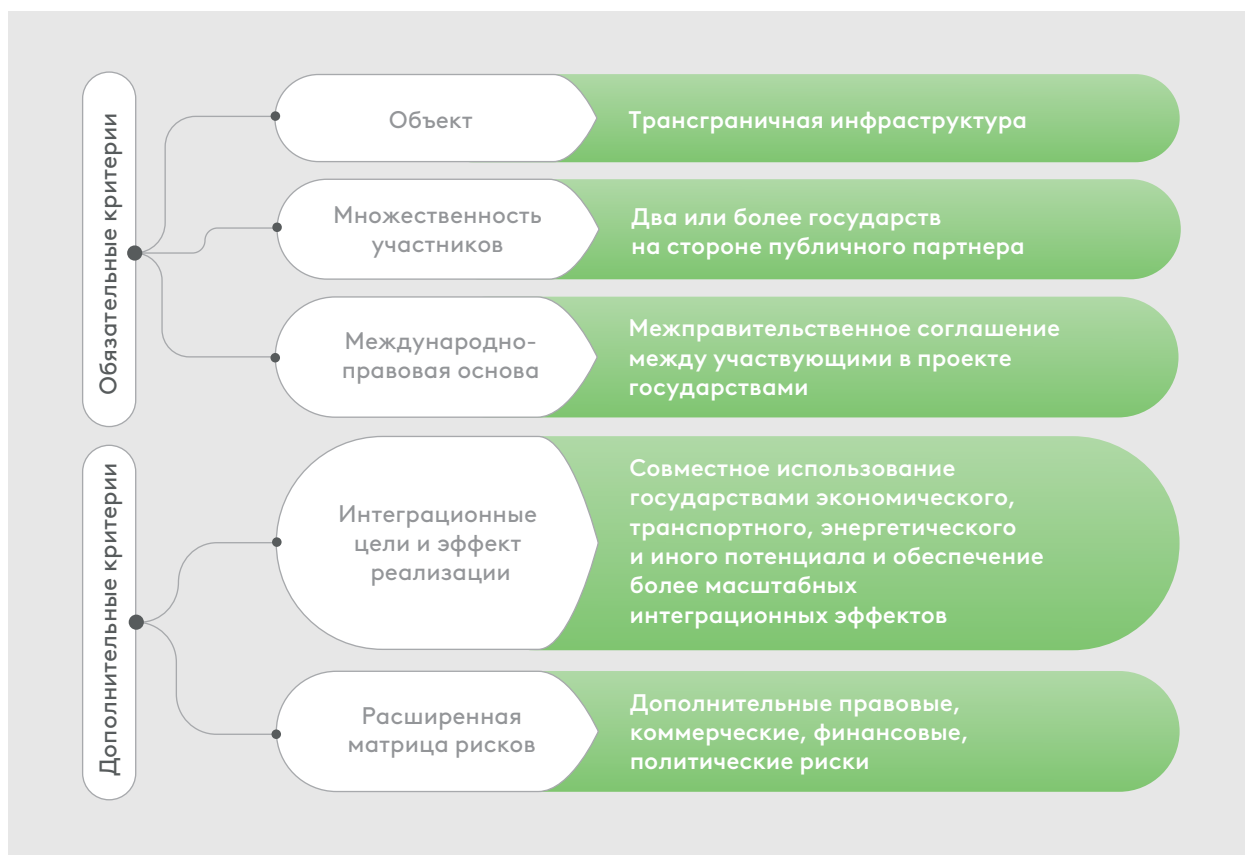 Обязательные критерии
Объект
Трансграничная инфраструктура
Множественность
участников
Два или более государств
на стороне публичного партнера
Международно-
правовая основа
Межправительственное соглашение
между участвующими в проекте
государствами
Дополнительные критерии
Интеграционные
цели и эффект
реализации
Совместное использование
государствами экономического,
транспортного, энергетического
и иного потенциала и обеспечение
более масштабных
интеграционных эффектов
Расширенная
матрица рисков
Дополнительные правовые,
коммерческие, финансовые,
политические риски